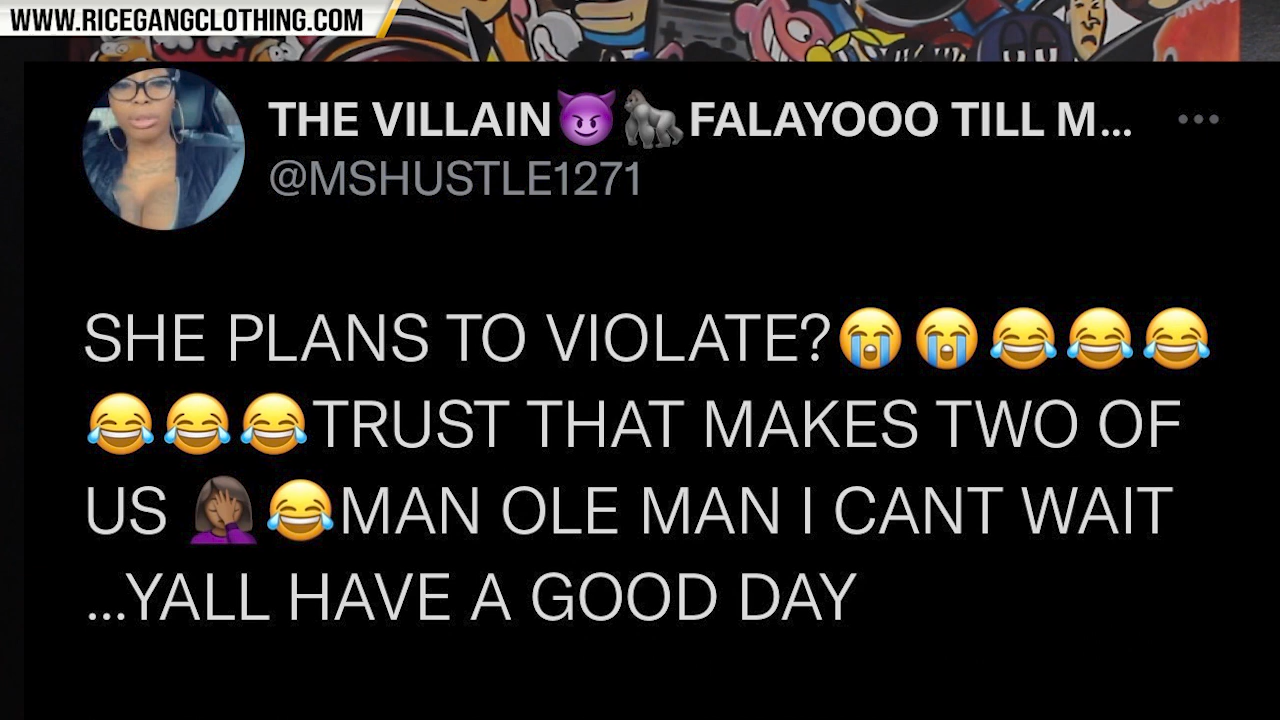 WWW.RICEGANGCLOTHING.COM
THE VILLAIN😈🦍FALAYOOO TILL M...
@MSHUSTLE1271
SHE PLANS TO VIOLATE?😭😭😂😂😂
😂😂😂TRUST THAT MAKES TWO OF
US 🤦🏾‍♀️😂MAN OLE MAN I CANT WAIT
...YALL HAVE A GOOD DAY